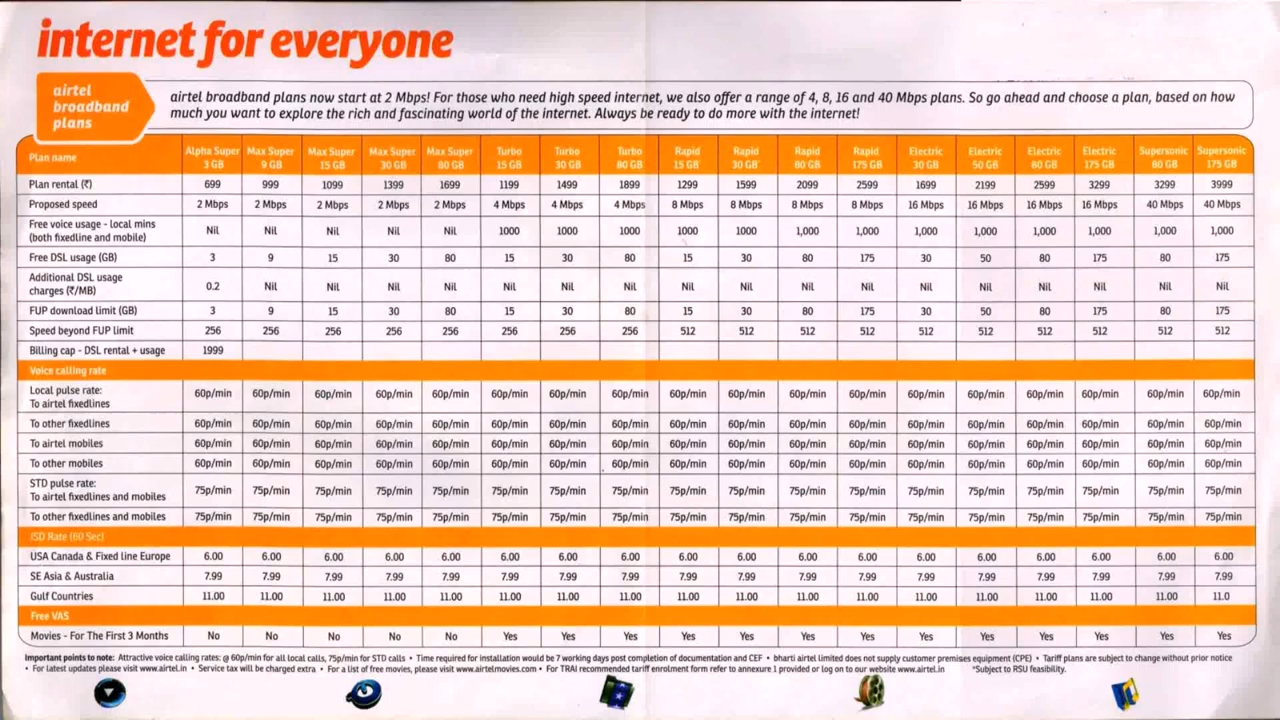 internet for everyone
airtel
broadband
plans
airtel broadband plans now start at 2 Mbps! For those who need high speed internet, we also offer a range of 4, 8, 16 and 40 Mbps plans. So go ahead and choose a plan, based on how
much you want to explore the rich and fascinating world of the internet. Always be ready to do more with the internet!
Plan name Alpha Super 3 GB Max Super 9 GB Max Super 15 GB Max Super 30 GB Max Super 80 GB Turbo 15 GB Turbo 30 GB Turbo 80 GB Rapid 15 GB* Rapid 30 GB* Rapid 80 GB Rapid 175 GB Electric 30 GB Electric 50 GB Electric 80 GB Electric 175 GB Supersonic 80 GB Supersonic 175 GB
Plan rental (₹) 699 999 1099 1399 1699 1199 1499 1899 1299 1599 2099 2599 1699 2199 2599 3299 3299 3999
Proposed speed 2 Mbps 2 Mbps 2 Mbps 2 Mbps 2 Mbps 4 Mbps 4 Mbps 4 Mbps 8 Mbps 8 Mbps 8 Mbps 8 Mbps 16 Mbps 16 Mbps 16 Mbps 16 Mbps 40 Mbps 40 Mbps
Free voice usage - local mins
(both fixedline and mobile) Nil Nil Nil Nil Nil 1000 1000 1000 1000 1000 1,000 1,000 1,000 1,000 1,000 1,000 1,000 1,000
Free DSL usage (GB) 3 9 15 30 80 15 30 80 15 30 80 175 30 50 80 175 80 175
Additional DSL usage
charges (₹/MB) 0.2 Nil Nil Nil Nil Nil Nil Nil Nil Nil Nil Nil Nil Nil Nil Nil Nil Nil
FUP download limit (GB) 3 9 15 30 80 15 30 80 15 30 80 175 30 50 80 175 80 175
Speed beyond FUP limit 256 256 256 256 256 256 256 256 512 512 512 512 512 512 512 512 512 512
Billing cap - DSL rental + usage 1999
Voice calling rate
Local pulse rate:
To airtel fixedlines 60p/min 60p/min 60p/min 60p/min 60p/min 60p/min 60p/min 60p/min 60p/min 60p/min 60p/min 60p/min 60p/min 60p/min 60p/min 60p/min 60p/min 60p/min
To other fixedlines 60p/min 60p/min 60p/min 60p/min 60p/min 60p/min 60p/min 60p/min 60p/min 60p/min 60p/min 60p/min 60p/min 60p/min 60p/min 60p/min 60p/min 60p/min
To airtel mobiles 60p/min 60p/min 60p/min 60p/min 60p/min 60p/min 60p/min 60p/min 60p/min 60p/min 60p/min 60p/min 60p/min 60p/min 60p/min 60p/min 60p/min 60p/min
To other mobiles 60p/min 60p/min 60p/min 60p/min 60p/min 60p/min 60p/min 60p/min 60p/min 60p/min 60p/min 60p/min 60p/min 60p/min 60p/min 60p/min 60p/min 60p/min
STD pulse rate:
To airtel fixedlines and mobiles 75p/min 75p/min 75p/min 75p/min 75p/min 75p/min 75p/min 75p/min 75p/min 75p/min 75p/min 75p/min 75p/min 75p/min 75p/min 75p/min 75p/min 75p/min
To other fixedlines and mobiles 75p/min 75p/min 75p/min 75p/min 75p/min 75p/min 75p/min 75p/min 75p/min 75p/min 75p/min 75p/min 75p/min 75p/min 75p/min 75p/min 75p/min 75p/min
ISD Rate (60 Sec)
USA Canada & Fixed line Europe 6.00 6.00 6.00 6.00 6.00 6.00 6.00 6.00 6.00 6.00 6.00 6.00 6.00 6.00 6.00 6.00 6.00 6.00
SE Asia & Australia 7.99 7.99 7.99 7.99 7.99 7.99 7.99 7.99 7.99 7.99 7.99 7.99 7.99 7.99 7.99 7.99 7.99 7.99
Gulf Countries 11.00 11.00 11.00 11.00 11.00 11.00 11.00 11.00 11.00 11.00 11.00 11.00 11.00 11.00 11.00 11.00 11.00 11.0
Free VAS
Movies - For The First 3 Months No No No No No Yes Yes Yes Yes Yes Yes Yes Yes Yes Yes Yes Yes Yes
Important points to note: Attractive voice calling rates: @ 60p/min for all local calls, 75p/min for STD calls • Time required for installation would be 7 working days post completion of documentation and CEF • bharti airtel limited does not supply customer premises equipment (CPE) • Tariff plans are subject to change without prior notice
• For latest updates please visit www.airtel.in • Service tax will be charged extra • For a list of free movies, please visit www.airtelmovies.com • For TRAI recommended tariff enrolment form refer to annexure 1 provided or log on to our website www.airtel.in *Subject to RSU feasibility.